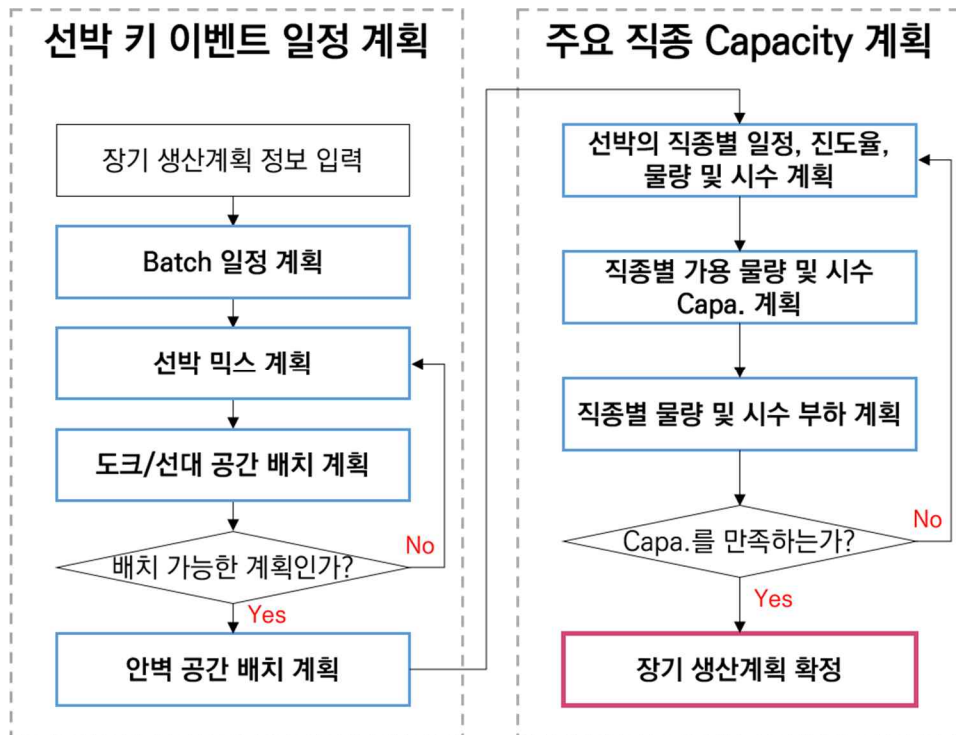 선박 키 이벤트 일정 계획
장기 생산계획 정보 입력
Batch 일정 계획
선박 믹스 계획
도크/선대 공간 배치 계획
배치 가능한 계획인가?
No
Yes
안벽 공간 배치 계획
주요 직종 Capacity 계획
선박의 직종별 일정, 진도율,
물량 및 시수 계획
직종별 가용 물량 및 시수
Capa. 계획
직종별 물량 및 시수 부하 계획
Capa.를 만족하는가?
No
Yes
장기 생산계획 확정